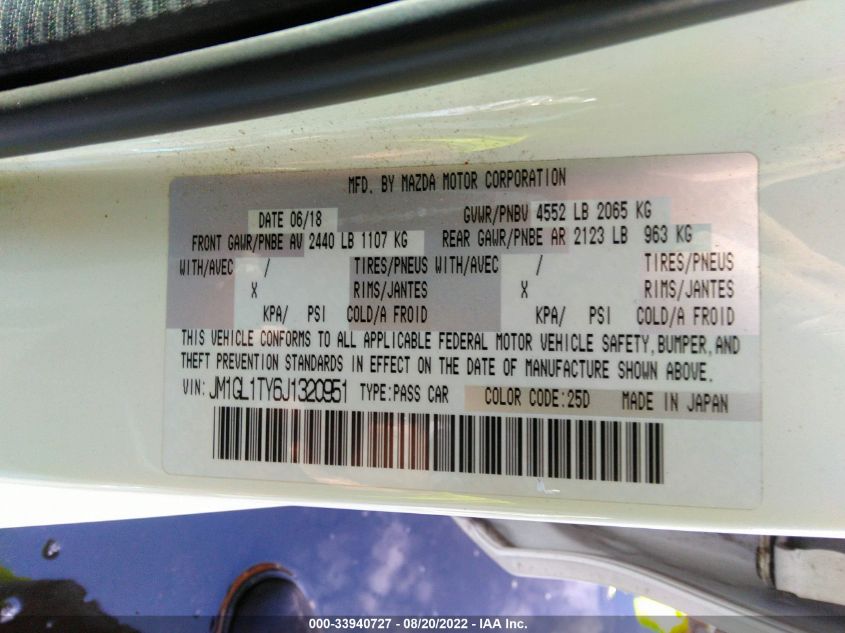 MFD. BY MAZDA MOTOR CORPORATION
DATE 06/18 GVWR/PNBV 4552 LB 2065 KG
FRONT GAWR/PNBE AV 2440 LB 1107 KG REAR GAWR/PNBE AR 2123 LB 963 KG
WITH/AVEC / TIRES/PNEUS WITH/AVEC / TIRES/PNEUS
X RIMS/JANTES X RIMS/JANTES
KPA/ PSI COLD/A FROID KPA/ PSI COLD/A FROID
THIS VEHICLE CONFORMS TO ALL APPLICABLE FEDERAL MOTOR VEHICLE SAFETY, BUMPER, AND
THEFT PREVENTION STANDARDS IN EFFECT ON THE DATE OF MANUFACTURE SHOWN ABOVE.
VIN: JM1GL1TY6J1320951 TYPE:PASS CAR COLOR CODE:25D MADE IN JAPAN
000-33940727 - 08/20/2022 - IAA Inc.